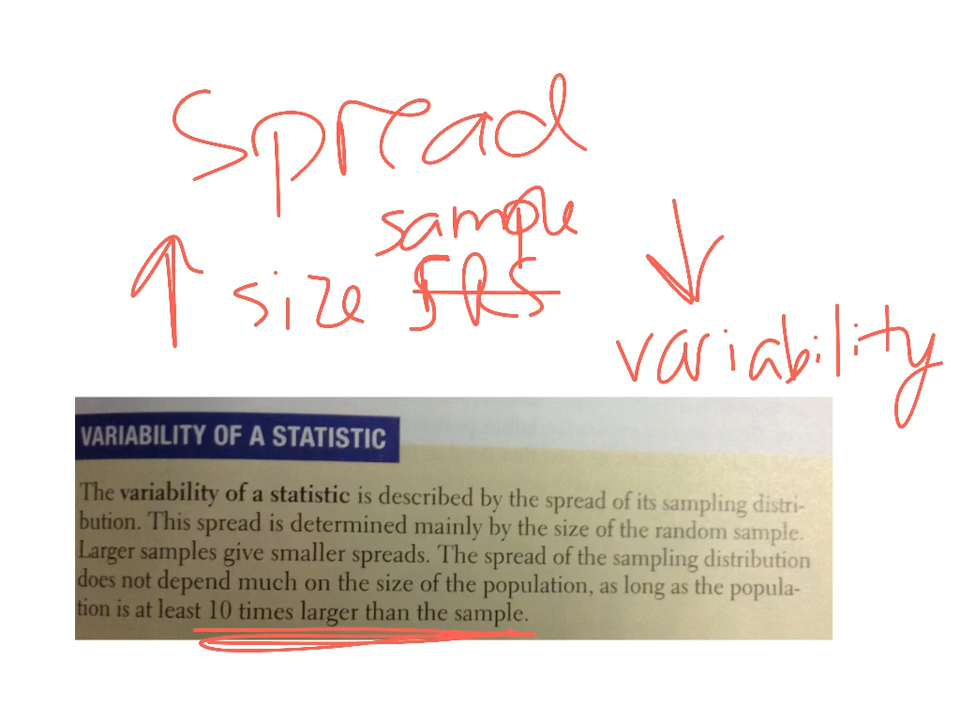 Spread
sample
size SRS
variability
VARIABILITY OF A STATISTIC
The variability of a statistic is described by the spread of its sampling distri-
bution. This spread is determined mainly by the size of the random sample.
Larger samples give smaller spreads. The spread of the sampling distribution
does not depend much on the size of the population, as long as the popula-
tion is at least 10 times larger than the sample.